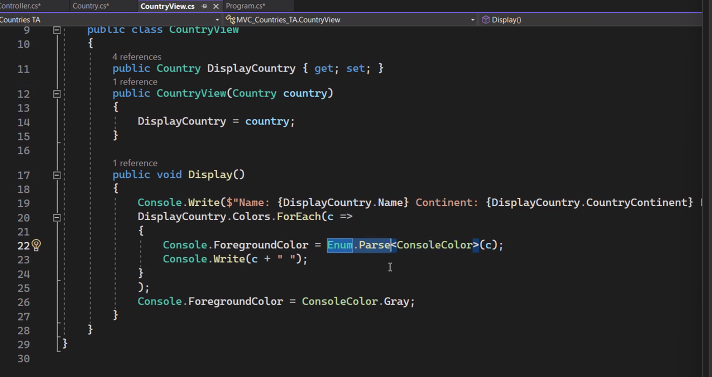 Controller.cs*
Country.cs*
CountryView.cs
Program.cs*
Countries TA
MVC_Countries_TA.CountryView
Display()
9 public class CountryView
10 {
4 references
11 public Country DisplayCountry { get; set; }
1 reference
12 public CountryView(Country country)
13 {
14 DisplayCountry = country;
15 }
16
1 reference
17 public void Display()
18 {
19 Console.Write($"Name: {DisplayCountry.Name} Continent: {DisplayCountry.CountryContinent}
20 DisplayCountry.Colors.ForEach(c =>
21 {
22 Console.ForegroundColor = Enum.Parse<ConsoleColor>(c);
23 Console.Write(c + " ");
24 }
25 );
26 Console.ForegroundColor = ConsoleColor.Gray;
27 }
28 }
29 }
30